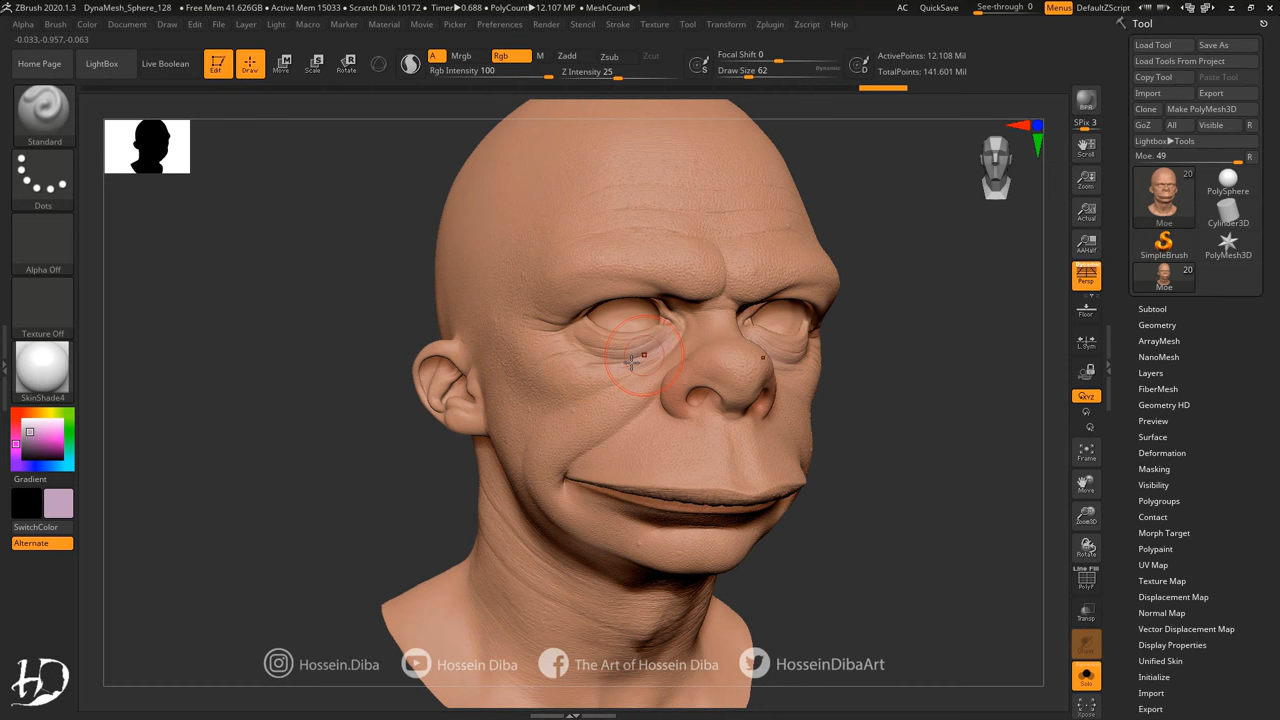 ZBrush 2020.1.3 DynaMesh_Sphere_128 • Free Mem 41.626GB • Active Mem 15033 • Scratch Disk 10172 • Timer▶0.688 • PolyCount▶12.107 MP • MeshCount▶1
AC QuickSave See-through 0 Menus DefaultZScript
Alpha Brush Color Document Draw Edit File Layer Light Macro Marker Material Movie Picker Preferences Render Stencil Stroke Texture Tool Transform Zplugin Zscript Help
-0.033,-0.957,-0.063
Home Page LightBox Live Boolean
Edit Draw Move Scale Rotate
A Mrgb Rgb M Zadd Zsub Zcut
Rgb Intensity 100 Z Intensity 25
Focal Shift 0
Draw Size 62 Dynamic
S D
ActivePoints: 12.108 Mil
TotalPoints: 141.601 Mil
Standard
Dots
Alpha Off
Texture Off
SkinShade4
Gradient
SwitchColor
Alternate
HD
Hossein.Diba
Hossein Diba
The Art of Hossein Diba
HosseinDibaArt
BPR
SPix 3
Scroll
Zoom
Actual
AAHalf
Dynamic
Persp
Floor
L.Sym
XYZ
Frame
Move
Zoom3D
Rotate
Line Fill
PolyF
Transp
Ghost
Solo
Xpose
Tool
Load Tool Save As
Load Tools From Project
Copy Tool Paste Tool
Import Export
Clone Make PolyMesh3D
GoZ All Visible R
Lightbox▶Tools
Moe. 49 R
20
Moe
PolySphere
Cylinder3D
SimpleBrush PolyMesh3D
20
Moe
Subtool
Geometry
ArrayMesh
NanoMesh
Layers
FiberMesh
Geometry HD
Preview
Surface
Deformation
Masking
Visibility
Polygroups
Contact
Morph Target
Polypaint
UV Map
Texture Map
Displacement Map
Normal Map
Vector Displacement Map
Display Properties
Unified Skin
Initialize
Import
Export